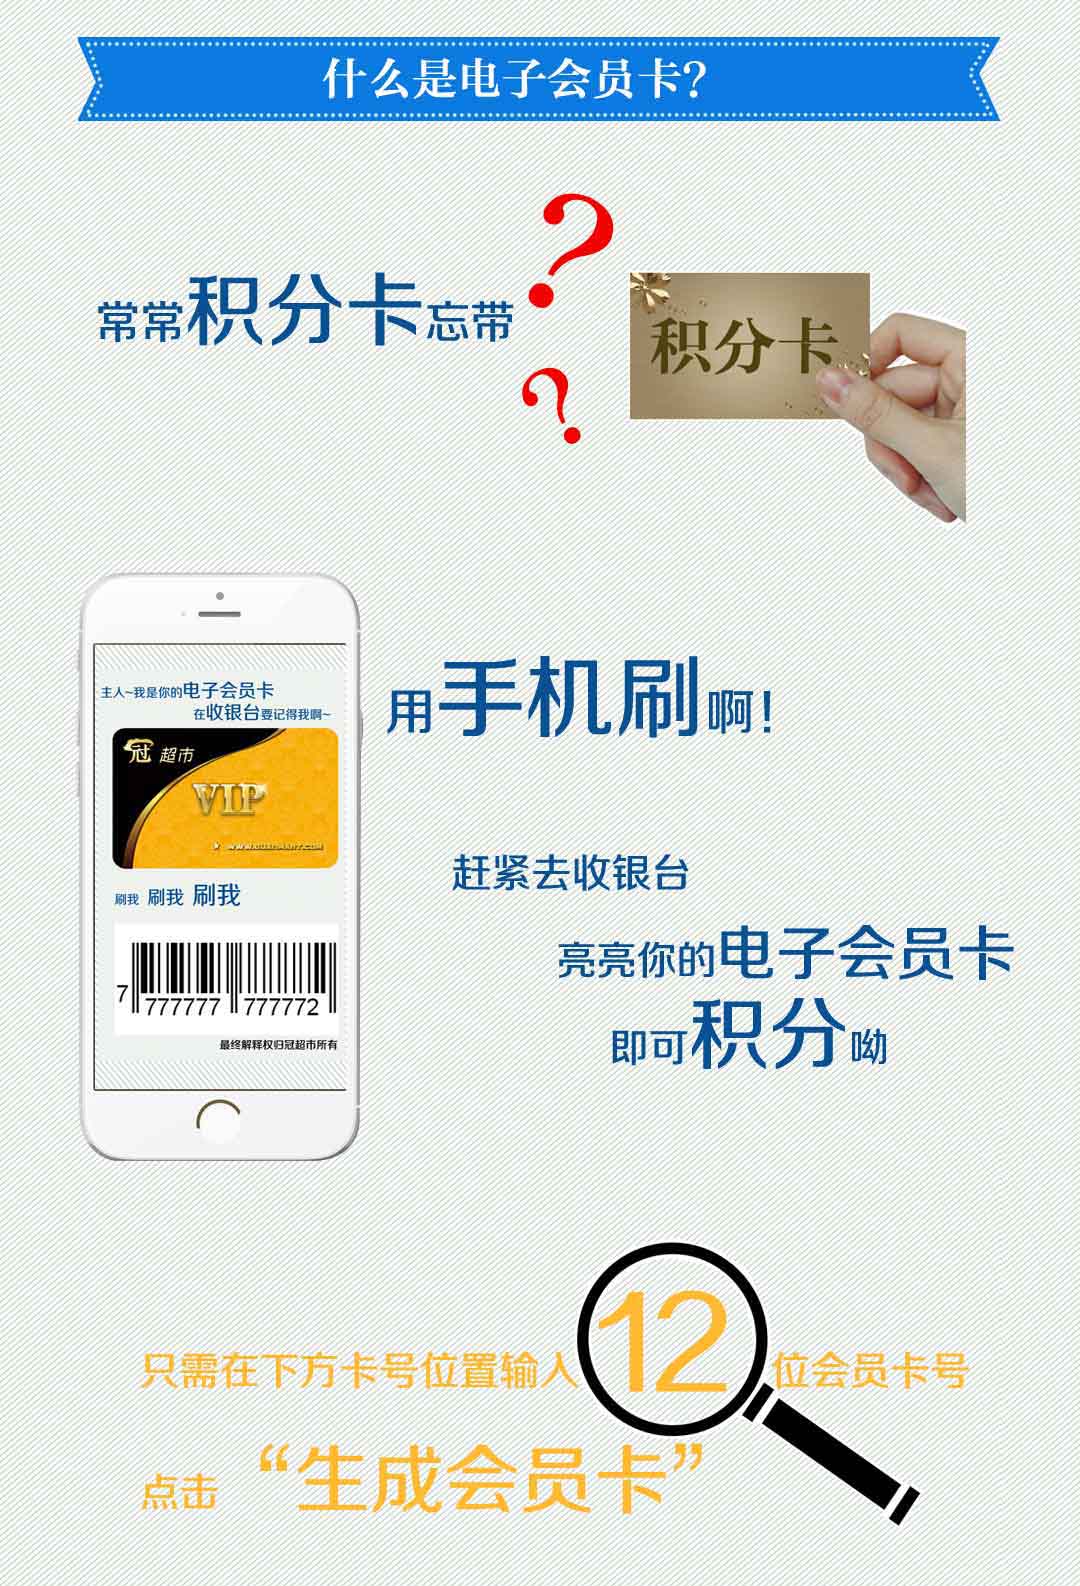 什么是电子会员卡？
常常积分卡忘带
？
？
积分卡
主人~我是你的电子会员卡
在收银台要记得我啊~
冠 超市
VIP
刷我 刷我 刷我
7 777777 777772
最终解释权归冠超市所有
用手机刷啊！
赶紧去收银台
亮亮你的电子会员卡
即可积分呦
只需在下方卡号位置输入12位会员卡号
点击 “生成会员卡”